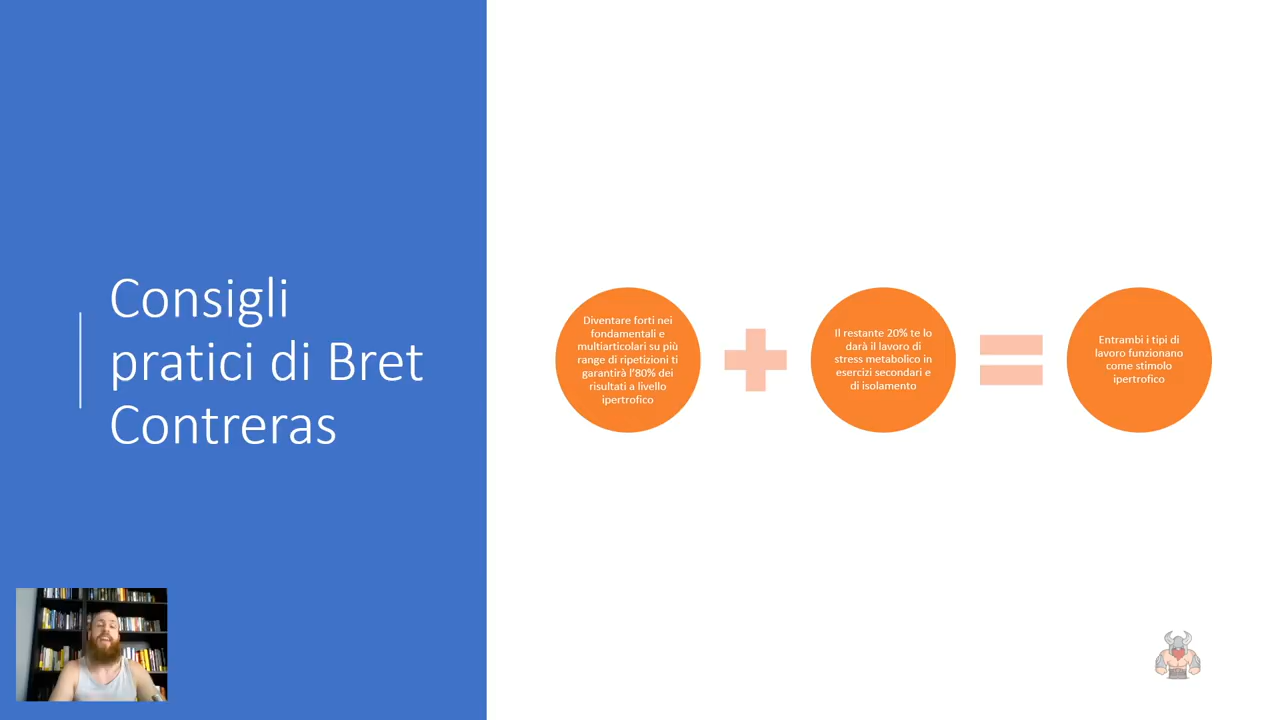 Consigli
pratici di Bret
Contreras
Diventare forti nei
fondamentali e
multiarticolari su più
range di ripetizioni ti
garantirà l'80% dei
risultati a livello
ipertrofico
Il restante 20% te lo
darà il lavoro di
stress metabolico in
esercizi secondari e
di isolamento
Entrambi i tipi di
lavoro funzionano
come stimolo
ipertrofico